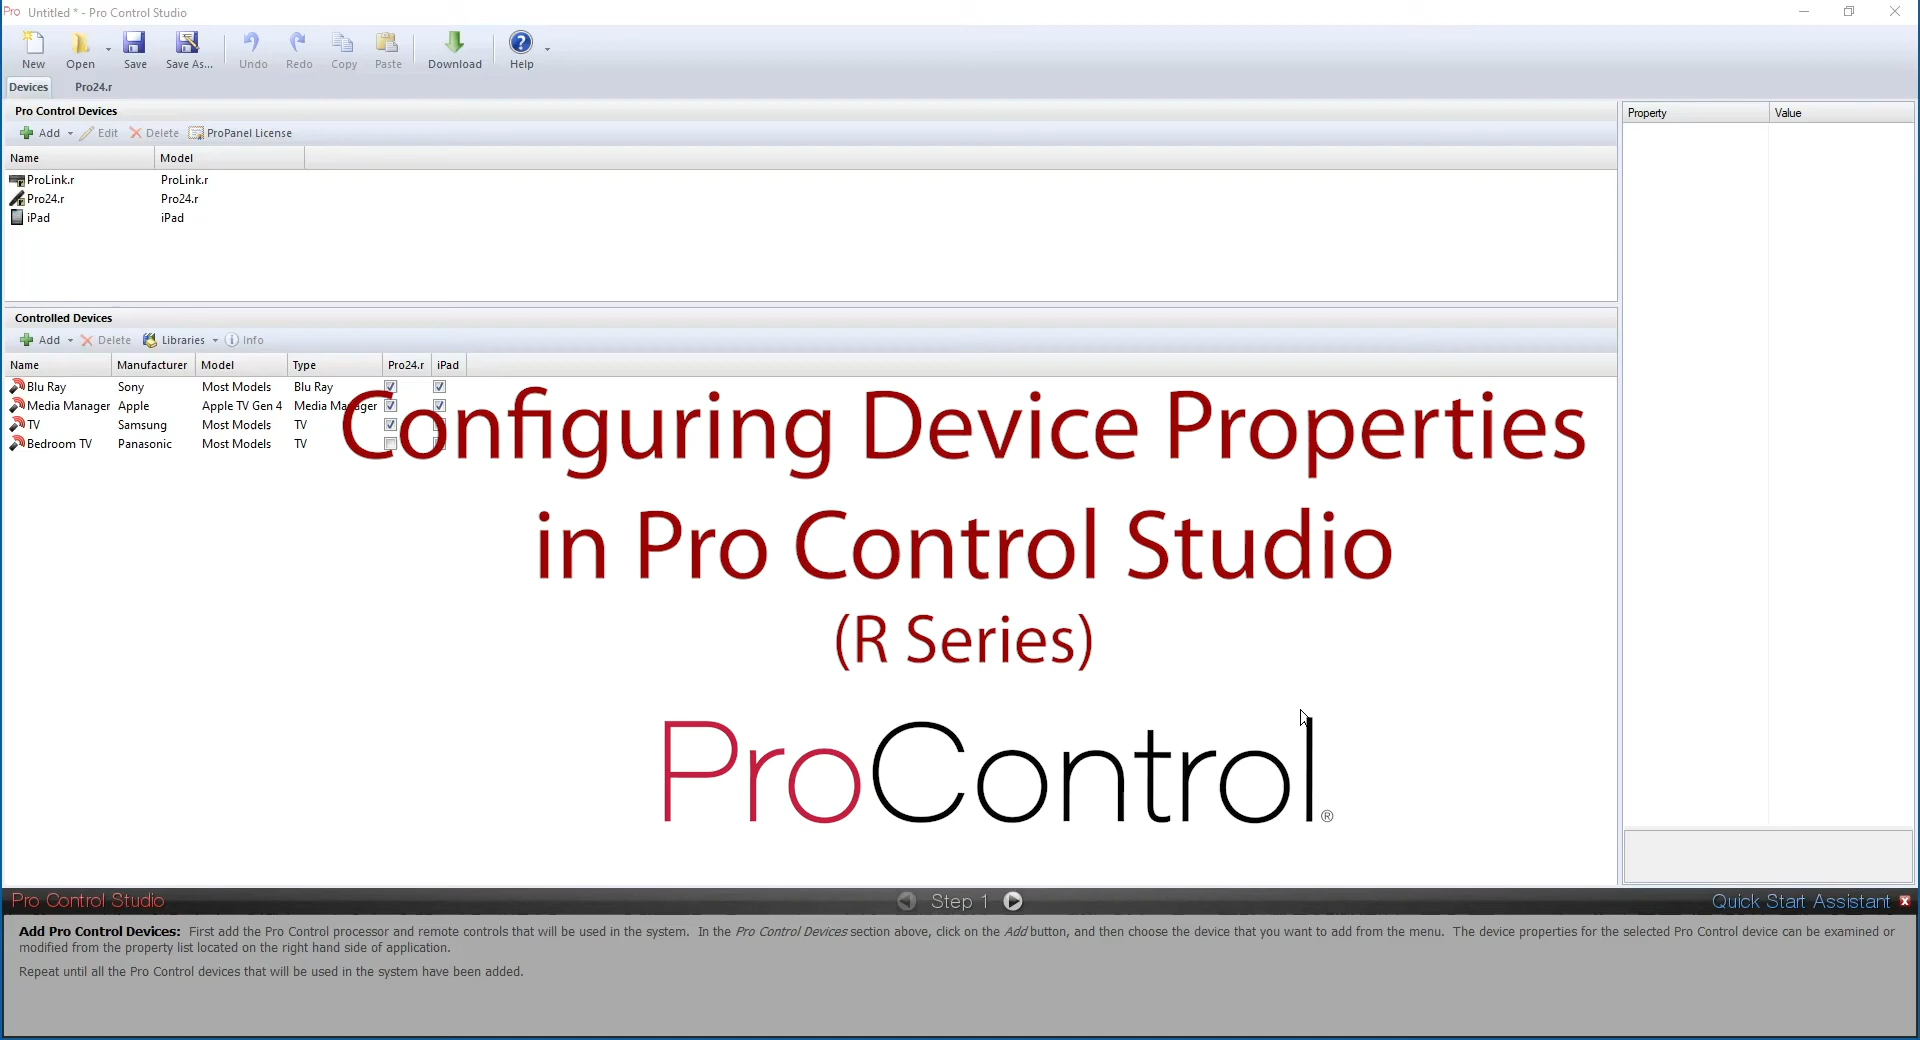 Pro Untitled * - Pro Control Studio
New Open Save Save As... Undo Redo Copy Paste Download Help
Devices Pro24.r
Pro Control Devices
Add Edit Delete ProPanel License
Name Model
ProLink.r ProLink.r
Pro24.r Pro24.r
iPad iPad
Property Value
Controlled Devices
Add Delete Libraries Info
Name Manufacturer Model Type Pro24.r iPad
Blu Ray Sony Most Models Blu Ray
Media Manager Apple Apple TV Gen 4 Media Manager
TV Samsung Most Models TV
Bedroom TV Panasonic Most Models TV
Configuring Device Properties
in Pro Control Studio
(R Series)
ProControl®
Pro Control Studio Step 1 Quick Start Assistant
Add Pro Control Devices: First add the Pro Control processor and remote controls that will be used in the system. In the Pro Control Devices section above, click on the Add button, and then choose the device that you want to add from the menu. The device properties for the selected Pro Control device can be examined or
modified from the property list located on the right hand side of application.
Repeat until all the Pro Control devices that will be used in the system have been added.